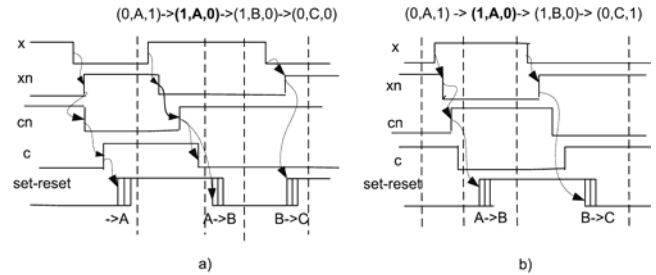 (0,A,1)->(1,A,0)->(1,B,0)->(0,C,0)
x
xn
cn
c
set-reset
->A
A->B
B->C
a)
(0,A,1) -> (1,A,0)-> (1,B,0) -> (0,C,1)
x
xn
cn
c
set-reset
A->B
B->C
b)